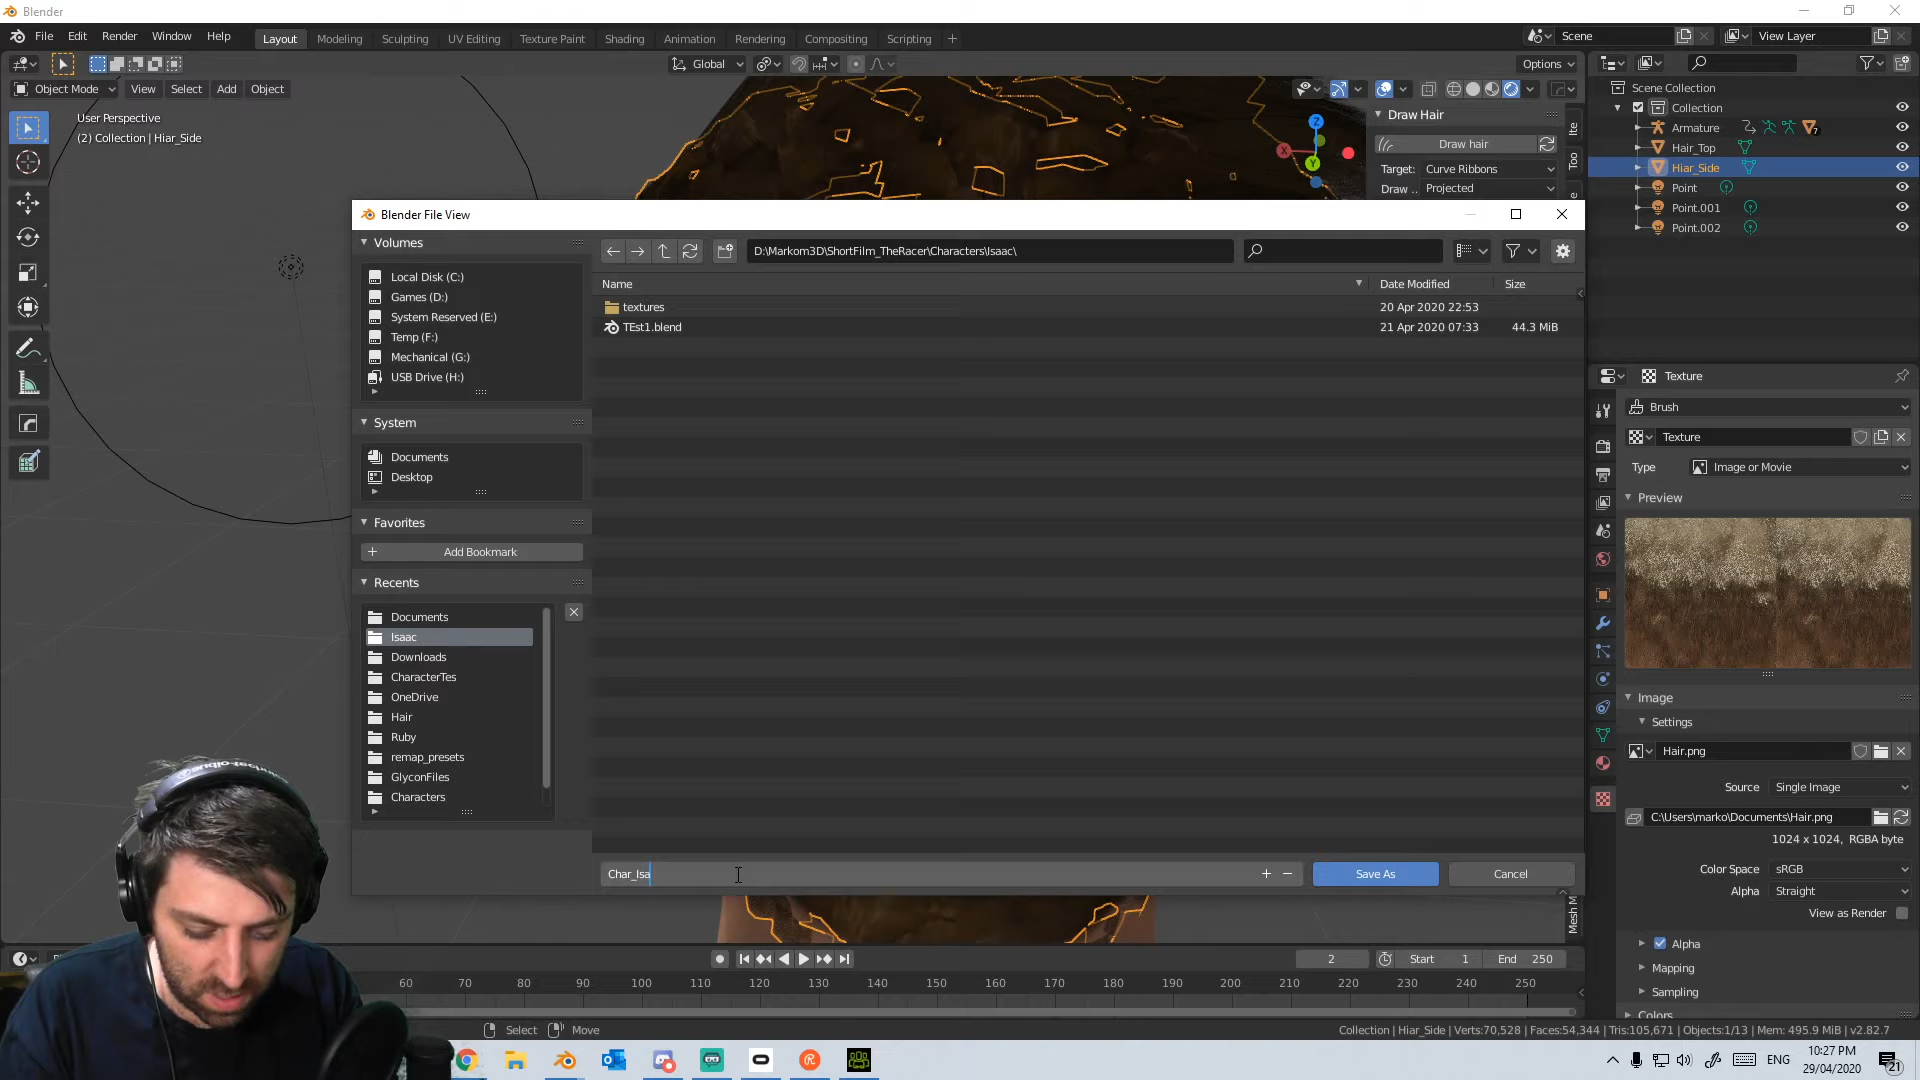 Blender
File Edit Render Window Help
Layout Modeling Sculpting UV Editing Texture Paint Shading Animation Rendering Compositing Scripting +
Scene View Layer
Global Options
Object Mode View Select Add Object
User Perspective
(2) Collection | Hiar_Side
Z
X
Y
Draw Hair
Draw hair
Target: Curve Ribbons
Draw .. Projected
Ite
Too
Scene Collection
Collection
Armature 7
Hair_Top
Hiar_Side
Point
Point.001
Point.002
Blender File View
Volumes
Local Disk (C:)
Games (D:)
System Reserved (E:)
Temp (F:)
Mechanical (G:)
USB Drive (H:)
System
Documents
Desktop
Favorites
Add Bookmark
Recents
Documents
Isaac
Downloads
CharacterTes
OneDrive
Hair
Ruby
remap_presets
GlyconFiles
Characters
D:\Markom3D\ShortFilm_TheRacer\Characters\Isaac\
Name Date Modified Size
textures 20 Apr 2020 22:53
TEst1.blend 21 Apr 2020 07:33 44.3 MiB
Char_Isa
Save As Cancel
Mesh M
Texture
Brush
Texture
Type Image or Movie
Preview
Image
Settings
Hair.png
Source Single Image
C:\Users\marko\Documents\Hair.png
1024 x 1024, RGBA byte
Color Space sRGB
Alpha Straight
View as Render
Alpha
Mapping
Sampling
Colors
2 Start 1 End 250
60 70 80 90 100 110 120 130 140 150 160 170 180 190 200 210 220 230 240 250
Select Move
Collection | Hiar_Side | Verts:70,528 | Faces:54,344 | Tris:105,671 | Objects:1/13 | Mem: 495.9 MiB | v2.82.7
ENG
10:27 PM
29/04/2020
21